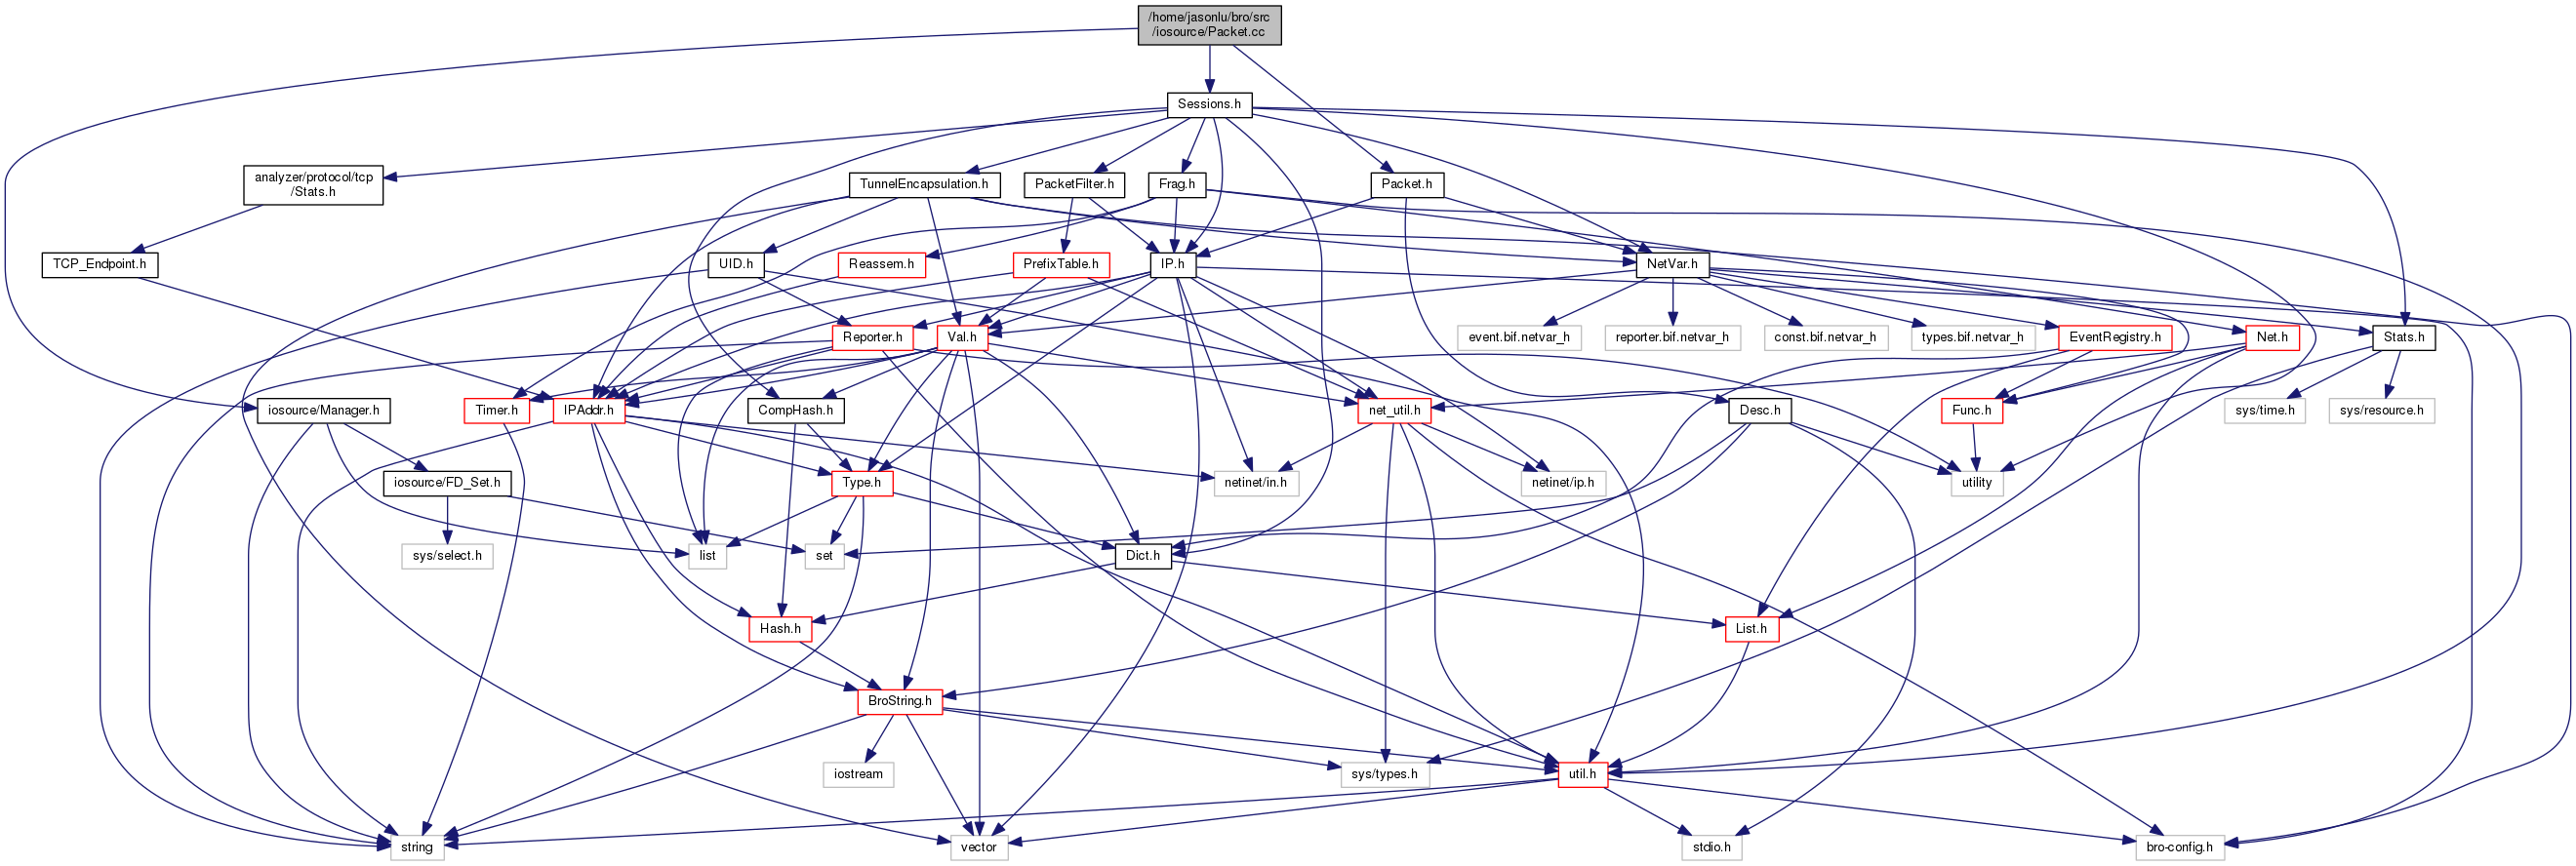 /home/jasonlu/bro/src
/iosource/Packet.cc
Sessions.h
analyzer/protocol/tcp
/Stats.h
TunnelEncapsulation.h
PacketFilter.h
Frag.h
Packet.h
TCP_Endpoint.h
UID.h
Reassem.h
PrefixTable.h
IP.h
NetVar.h
Reporter.h
Val.h
event.bif.netvar_h
reporter.bif.netvar_h
const.bif.netvar_h
types.bif.netvar_h
EventRegistry.h
Net.h
Stats.h
iosource/Manager.h
Timer.h
IPAddr.h
CompHash.h
net_util.h
Desc.h
Func.h
sys/time.h
sys/resource.h
iosource/FD_Set.h
Type.h
netinet/in.h
netinet/ip.h
utility
sys/select.h
list
set
Dict.h
Hash.h
List.h
BroString.h
iostream
sys/types.h
util.h
string
vector
stdio.h
bro-config.h